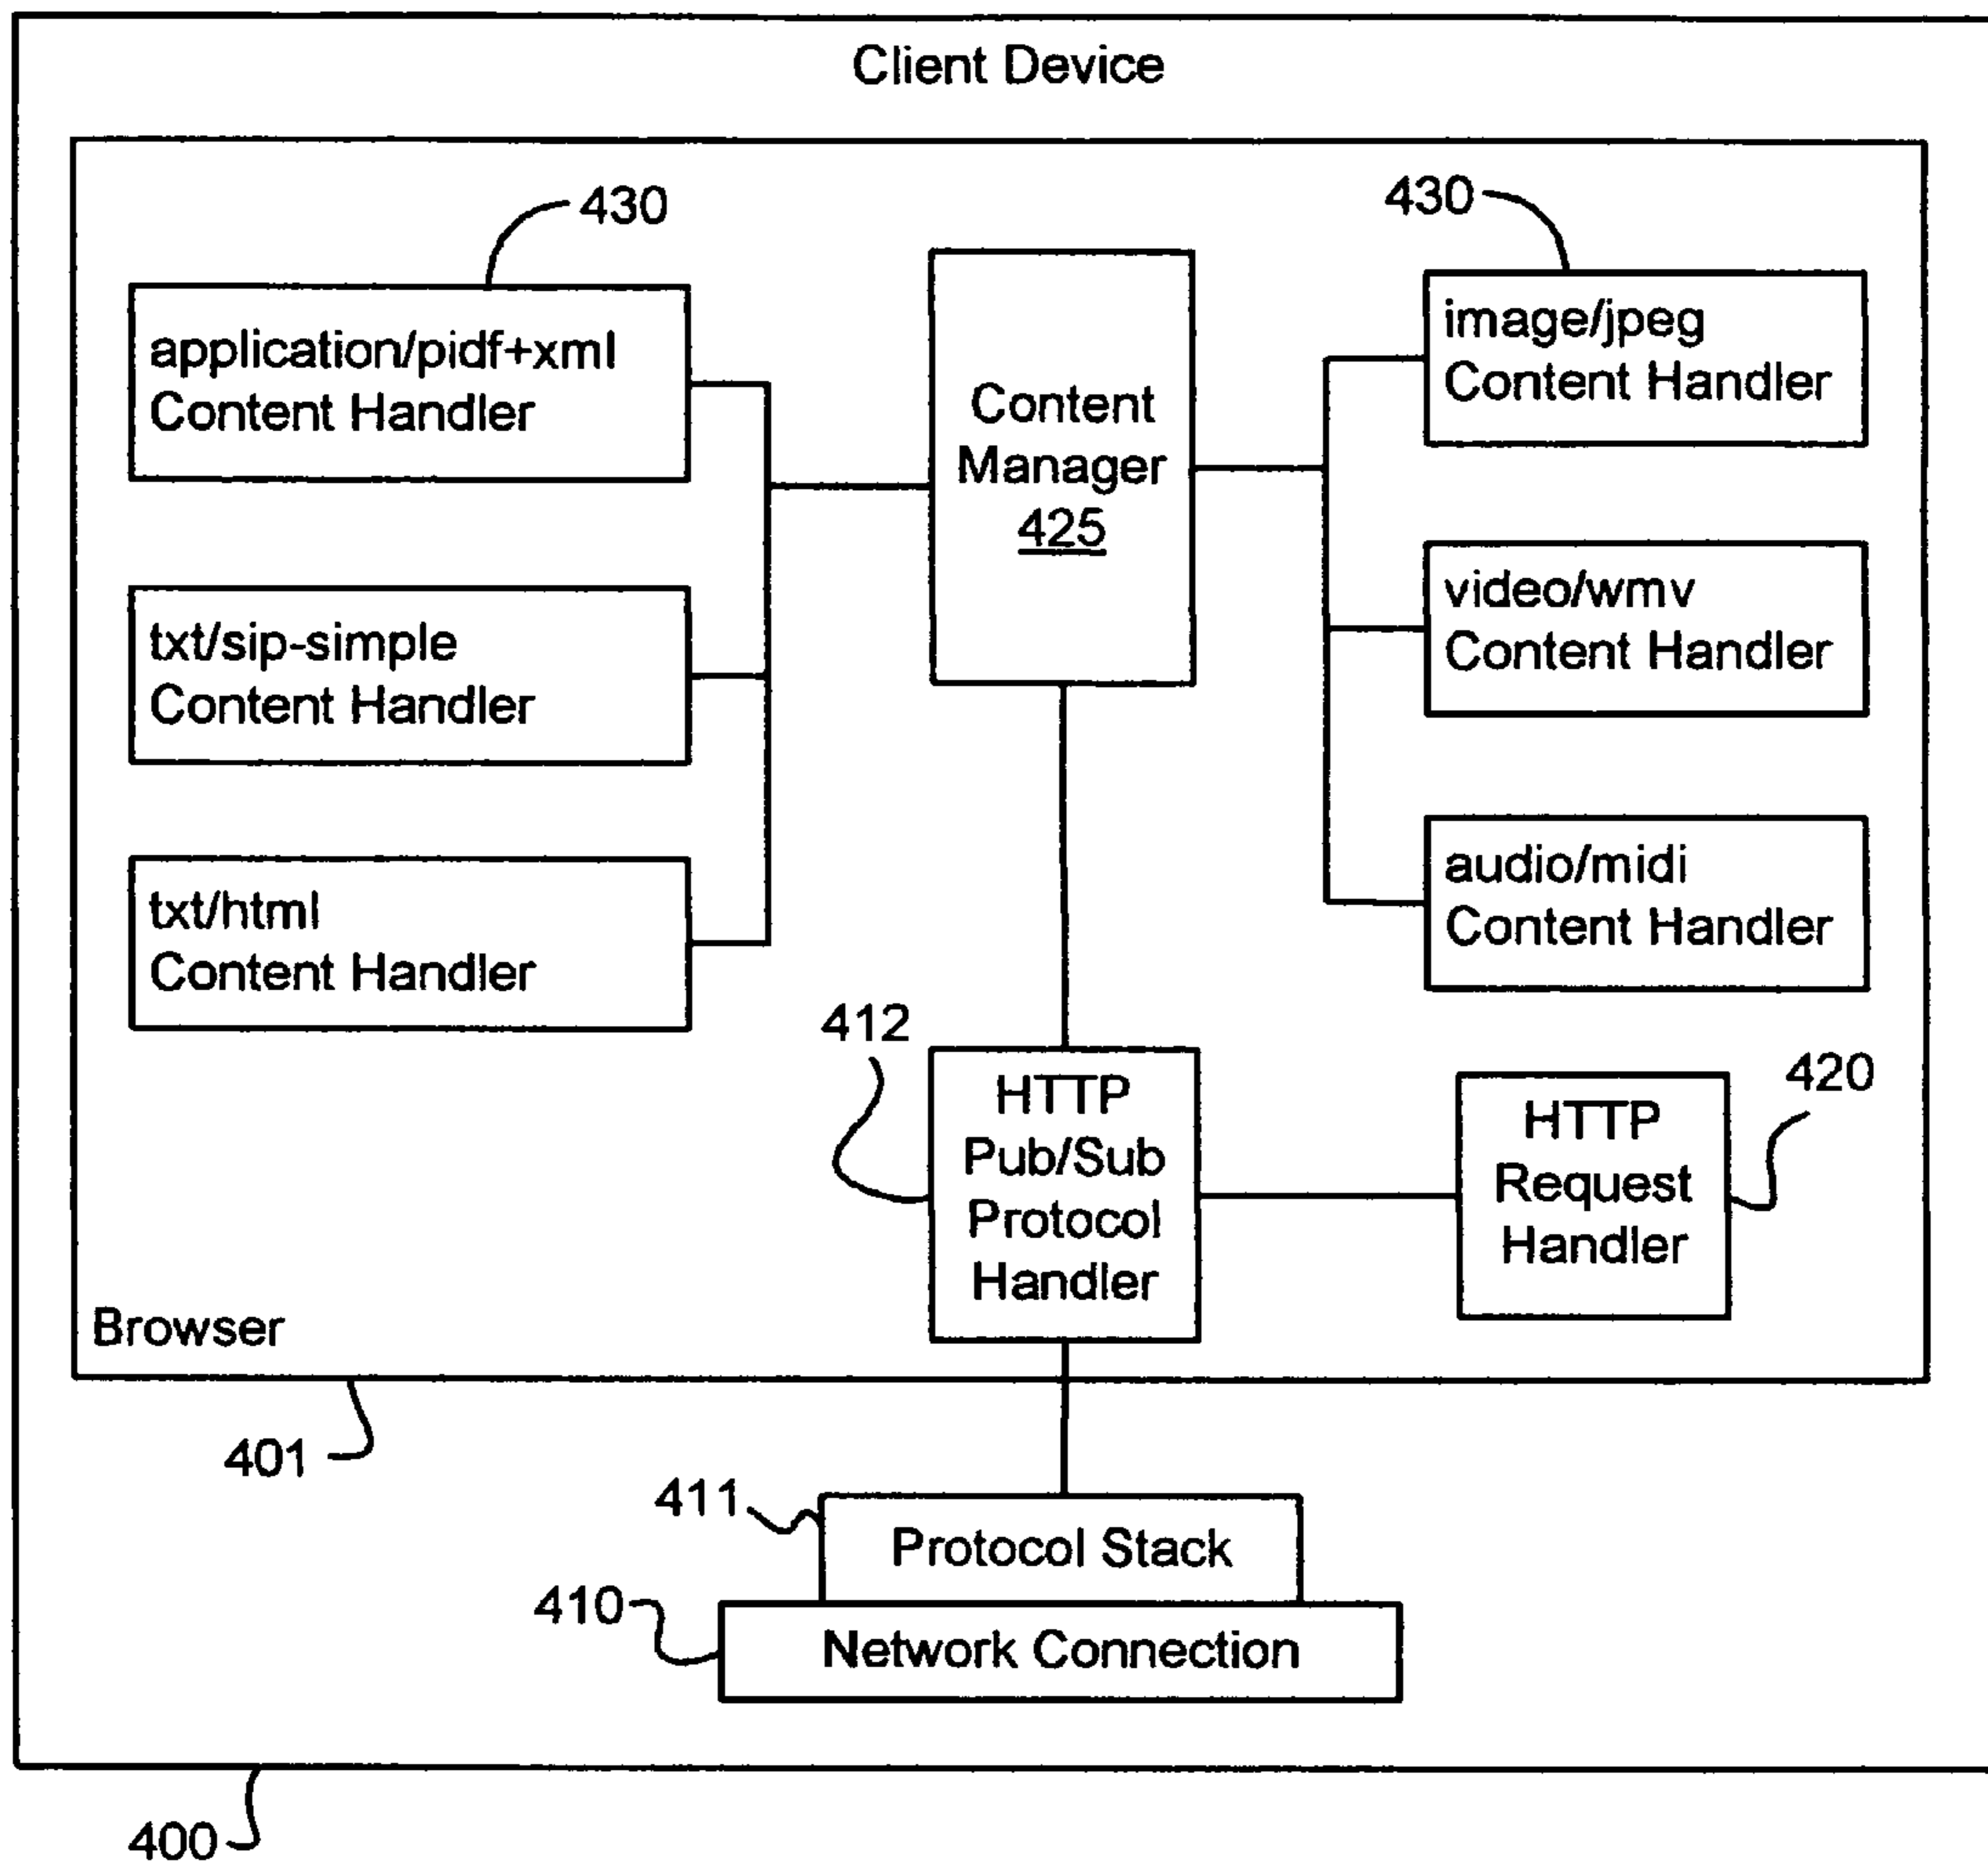 Client Device
430
430
application/pidf+xml
Content Handler
Content
Manager
425
image/jpeg
Content Handler
txt/sip-simple
Content Handler
video/wmv
Content Handler
txt/html
Content Handler
audio/midi
Content Handler
412
HTTP
Pub/Sub
Protocol
Handler
HTTP
Request
Handler
420
Browser
401
411
Protocol Stack
410
Network Connection
400